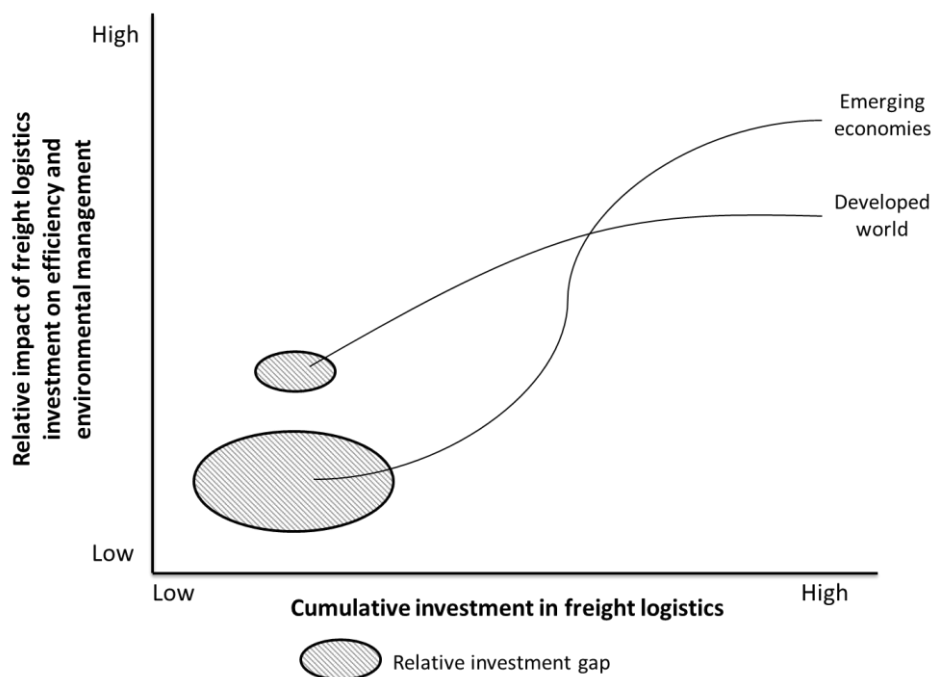 High
Relative impact of freight logistics
investment on efficiency and
environmental management
Emerging
economies
Developed
world
Low
Low
High
Cumulative investment in freight logistics
Relative investment gap